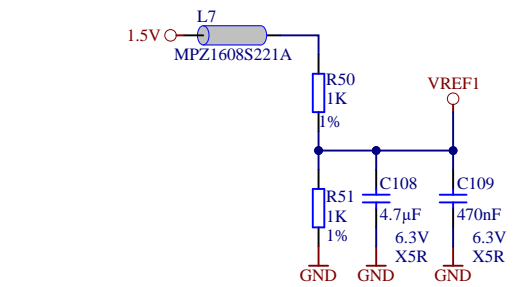 L7
1.5V
MPZ1608S221A
R50
1K
1%
VREF1
R51
1K
1%
C108
4.7µF
6.3V
X5R
C109
470nF
6.3V
X5R
GND
GND
GND